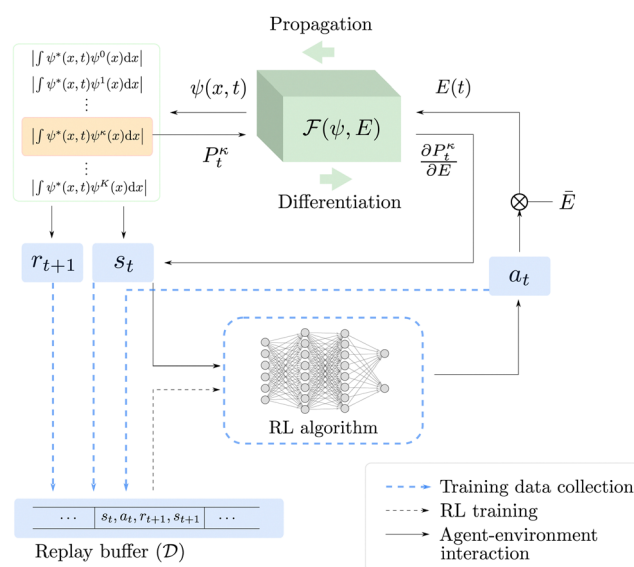 Propagation
|∫ ψ*(x, t)ψ⁰(x)dx|
|∫ ψ*(x, t)ψ¹(x)dx|
⋮
|∫ ψ*(x, t)ψ^κ(x)dx|
⋮
|∫ ψ*(x, t)ψ^K(x)dx|
ψ(x, t)
P_t^κ
F(ψ, E)
E(t)
∂P_t^κ/∂E
Differentiation
⊗ Ē
r_{t+1}
s_t
a_t
RL algorithm
⋯ s_t, a_t, r_{t+1}, s_{t+1} ⋯
Replay buffer (𝒟)
Training data collection
RL training
Agent-environment
interaction